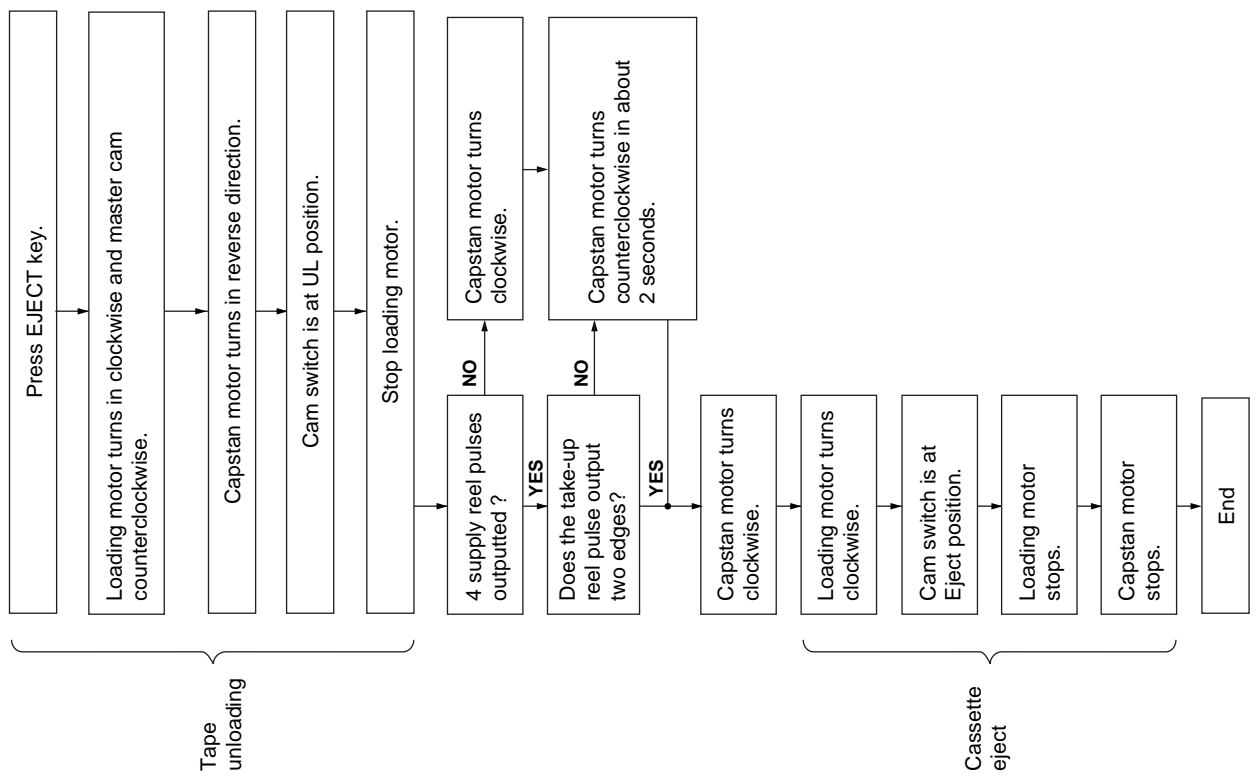 Press EJECT key.
Loading motor turns in clockwise and master cam
counterclockwise.
Capstan motor turns in reverse direction.
Cam switch is at UL position.
Stop loading motor.
Tape
unloading
4 supply reel pulses
outputted ?
NO
Capstan motor turns
clockwise.
YES
Does the take-up
reel pulse output
two edges?
NO
Capstan motor turns
counterclockwise in about
2 seconds.
YES
Capstan motor turns
clockwise.
Loading motor turns
clockwise.
Cam switch is at
Eject position.
Loading motor
stops.
Capstan motor
stops.
Cassette
eject
End